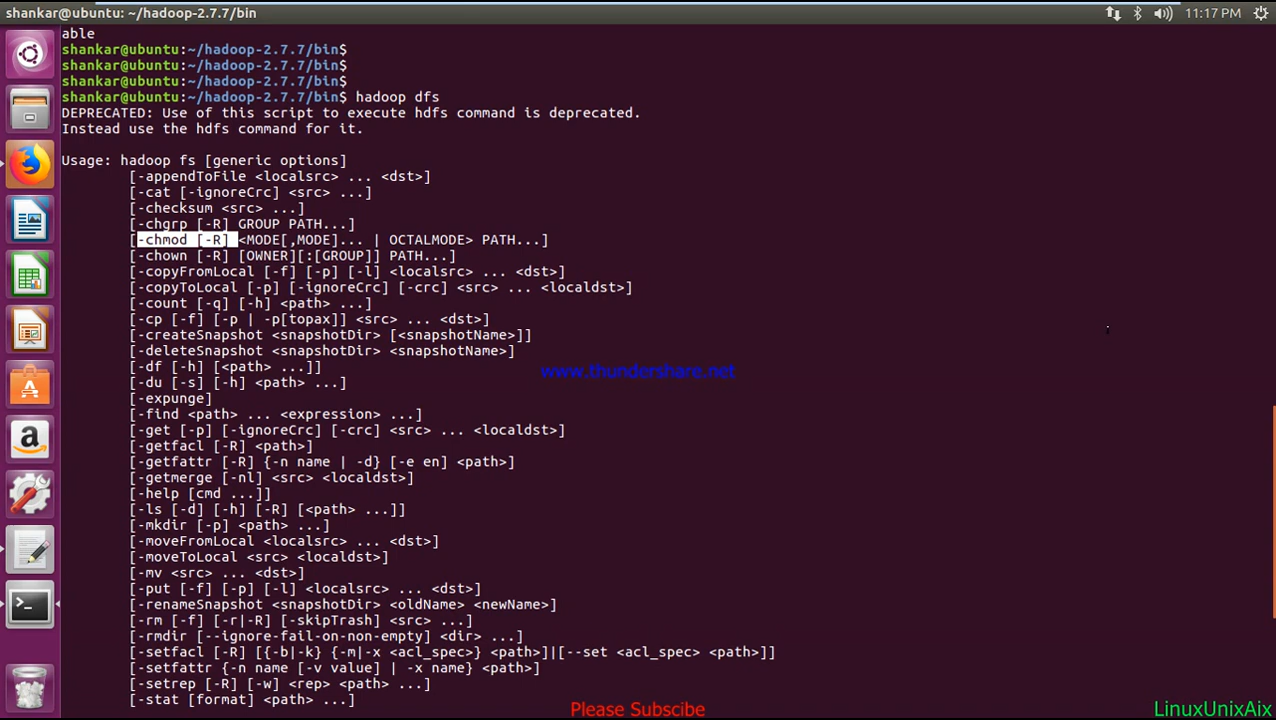 shankar@ubuntu: ~/hadoop-2.7.7/bin
11:17 PM
able
shankar@ubuntu:~/hadoop-2.7.7/bin$
shankar@ubuntu:~/hadoop-2.7.7/bin$
shankar@ubuntu:~/hadoop-2.7.7/bin$
shankar@ubuntu:~/hadoop-2.7.7/bin$ hadoop dfs
DEPRECATED: Use of this script to execute hdfs command is deprecated.
Instead use the hdfs command for it.
Usage: hadoop fs [generic options]
[-appendToFile <localsrc> ... <dst>]
[-cat [-ignoreCrc] <src> ...]
[-checksum <src> ...]
[-chgrp [-R] GROUP PATH...]
[-chmod [-R] <MODE[,MODE]... | OCTALMODE> PATH...]
[-chown [-R] [OWNER][:[GROUP]] PATH...]
[-copyFromLocal [-f] [-p] [-l] <localsrc> ... <dst>]
[-copyToLocal [-p] [-ignoreCrc] [-crc] <src> ... <localdst>]
[-count [-q] [-h] <path> ...]
[-cp [-f] [-p | -p[topax]] <src> ... <dst>]
[-createSnapshot <snapshotDir> [<snapshotName>]]
[-deleteSnapshot <snapshotDir> <snapshotName>]
[-df [-h] [<path> ...]]
[-du [-s] [-h] <path> ...]
[-expunge]
[-find <path> ... <expression> ...]
[-get [-p] [-ignoreCrc] [-crc] <src> ... <localdst>]
[-getfacl [-R] <path>]
[-getfattr [-R] {-n name | -d} [-e en] <path>]
[-getmerge [-nl] <src> <localdst>]
[-help [cmd ...]]
[-ls [-d] [-h] [-R] [<path> ...]]
[-mkdir [-p] <path> ...]
[-moveFromLocal <localsrc> ... <dst>]
[-moveToLocal <src> <localdst>]
[-mv <src> ... <dst>]
[-put [-f] [-p] [-l] <localsrc> ... <dst>]
[-renameSnapshot <snapshotDir> <oldName> <newName>]
[-rm [-f] [-r|-R] [-skipTrash] <src> ...]
[-rmdir [--ignore-fail-on-non-empty] <dir> ...]
[-setfacl [-R] [{-b|-k} {-m|-x <acl_spec>} <path>]|[--set <acl_spec> <path>]]
[-setfattr {-n name [-v value] | -x name} <path>]
[-setrep [-R] [-w] <rep> <path> ...]
[-stat [format] <path> ...]
www.thundershare.net
Please Subscibe
LinuxUnixAix